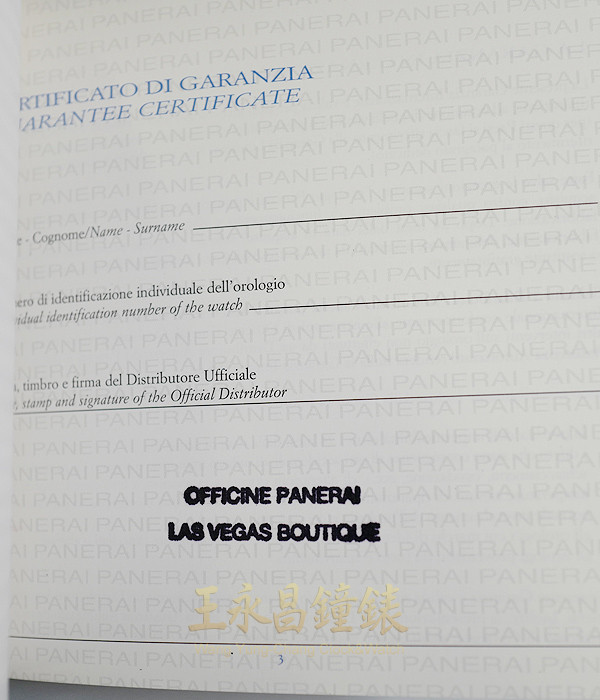 RTIFICATO DI GARANZIA
ARANTEE CERTIFICATE
e - Cognome/Name - Surname
ero di identificazione individuale dell'orologio
vidual identification number of the watch
, timbro e firma del Distributore Ufficiale
, stamp and signature of the Official Distributor
OFFICINE PANERAI
LAS VEGAS BOUTIQUE
王永昌鐘錶
3